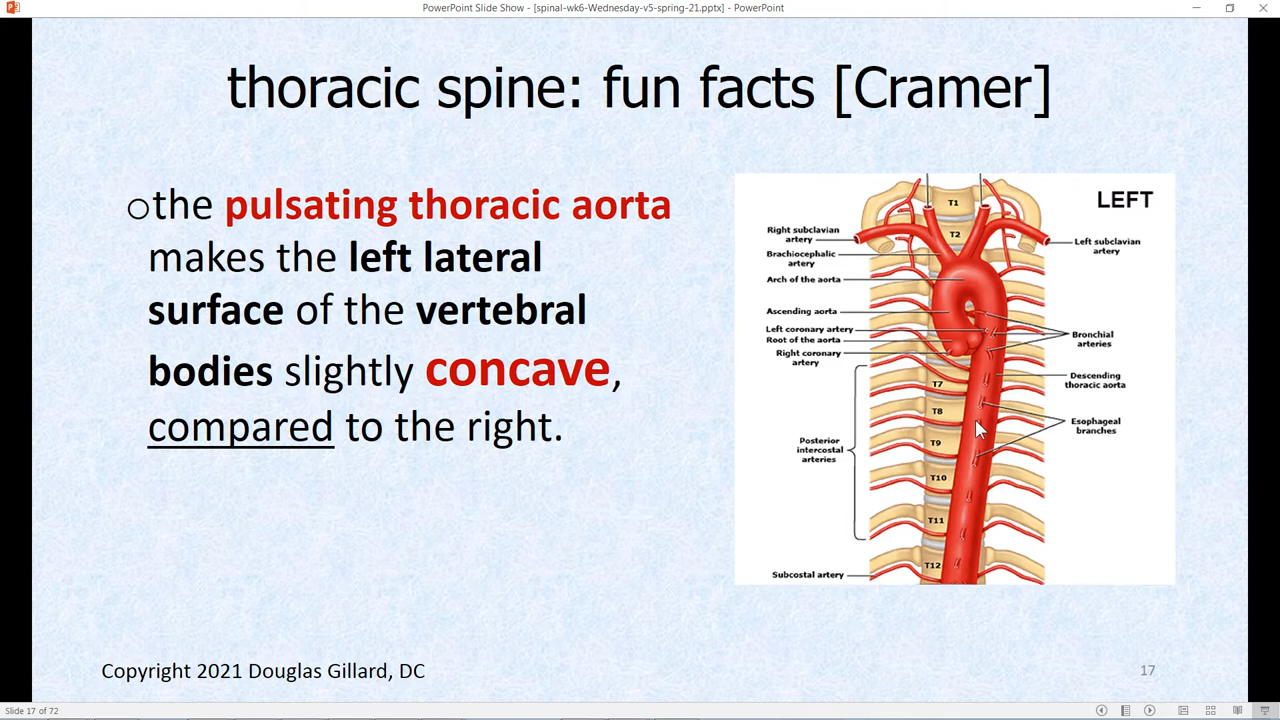 PowerPoint Slide Show - [spinal-wk6-Wednesday-v5-spring-21.pptx] - PowerPoint
thoracic spine: fun facts [Cramer]
○the pulsating thoracic aorta
makes the left lateral
surface of the vertebral
bodies slightly concave,
compared to the right.
LEFT
T1
T2
Right subclavian
artery
Brachiocephalic
artery
Arch of the aorta
Ascending aorta
Left coronary artery
Root of the aorta
Right coronary
artery
Left subclavian
artery
Bronchial
arteries
Descending
thoracic aorta
Esophageal
branches
T7
T8
T9
T10
T11
T12
Posterior
intercostal
arteries
Subcostal artery
Copyright 2021 Douglas Gillard, DC
17
Slide 17 of 72